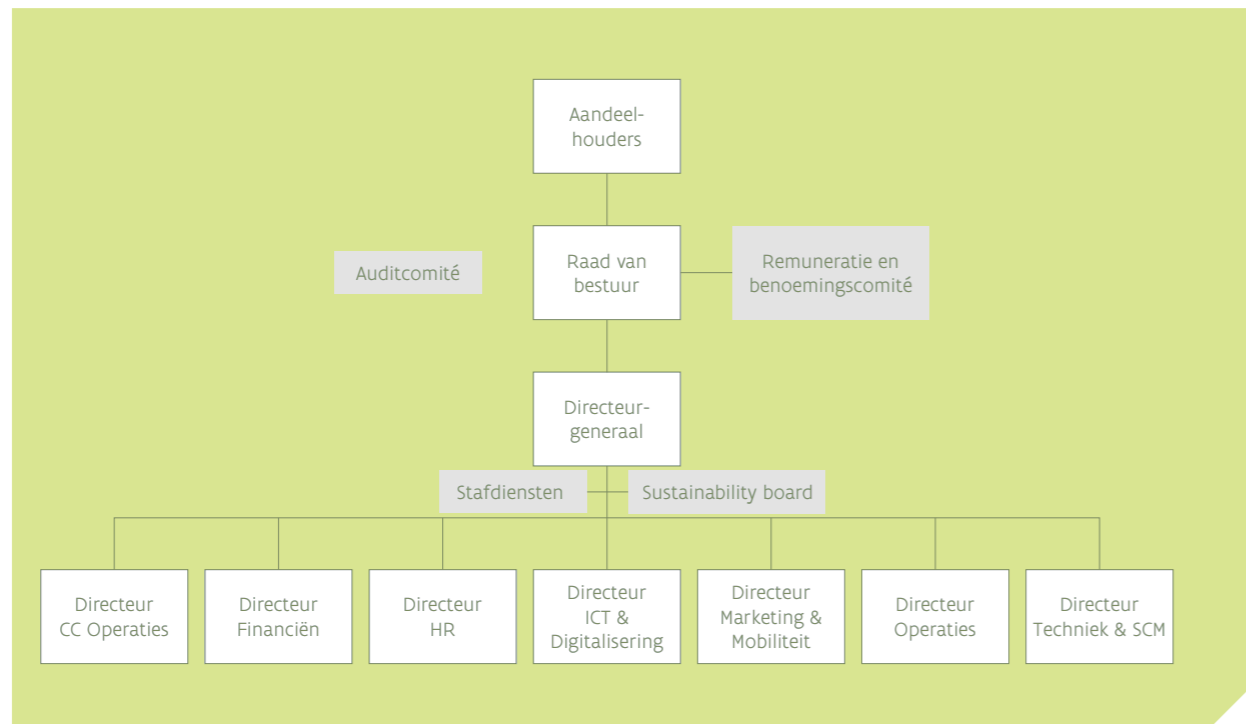 Aandeel-
houders
Auditcomité
Raad van
bestuur
Remuneratie en
benoemingscomité
Directeur-
generaal
Stafdiensten
Sustainability board
Directeur
CC Operaties
Directeur
Financiën
Directeur
HR
Directeur
ICT &
Digitalisering
Directeur
Marketing &
Mobiliteit
Directeur
Operaties
Directeur
Techniek & SCM